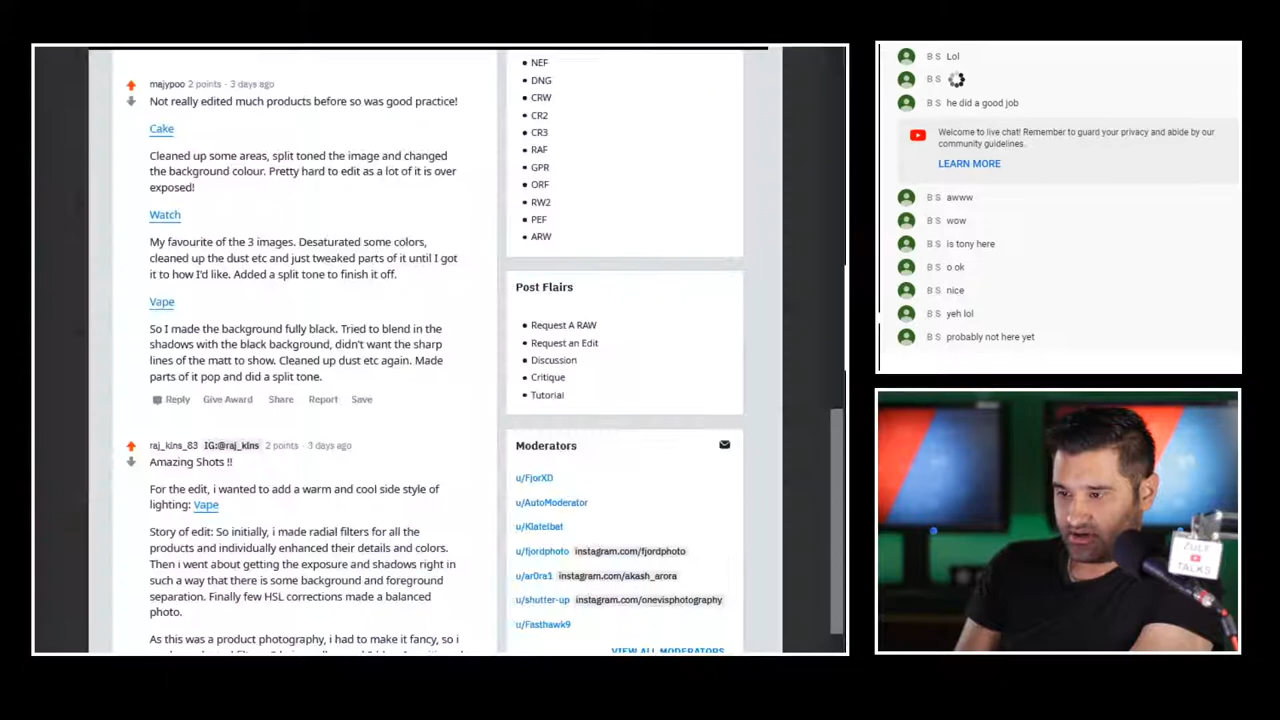 majypoo 2 points · 3 days ago
Not really edited much products before so was good practice!
Cake
Cleaned up some areas, split toned the image and changed
the background colour. Pretty hard to edit as a lot of it is over
exposed!
Watch
My favourite of the 3 images. Desaturated some colors,
cleaned up the dust etc and just tweaked parts of it until I got
it to how I'd like. Added a split tone to finish it off.
Vape
So I made the background fully black. Tried to blend in the
shadows with the black background, didn't want the sharp
lines of the matt to show. Cleaned up dust etc again. Made
parts of it pop and did a split tone.
Reply Give Award Share Report Save
raj_kins_83 IG:@raj_kins 2 points · 3 days ago
Amazing Shots !!
For the edit, i wanted to add a warm and cool side style of
lighting: Vape
Story of edit: So initially, i made radial filters for all the
products and individually enhanced their details and colors.
Then i went about getting the exposure and shadows right in
such a way that there is some background and foreground
separation. Finally few HSL corrections made a balanced
photo.
As this was a product photography, i had to make it fancy, so i
• NEF
• DNG
• CRW
• CR2
• CR3
• RAF
• GPR
• ORF
• RW2
• PEF
• ARW
Post Flairs
• Request A RAW
• Request an Edit
• Discussion
• Critique
• Tutorial
Moderators
u/FjorXD
u/AutoModerator
u/Klatelbat
u/fjordphoto instagram.com/fjordphoto
u/ar0ra1 instagram.com/akash_arora
u/shutter-up instagram.com/onevisphotography
u/Fasthawk9
VIEW ALL MODERATORS
B S Lol
B S
B S he did a good job
Welcome to live chat! Remember to guard your privacy and abide by our
community guidelines.
LEARN MORE
B S awww
B S wow
B S is tony here
B S o ok
B S nice
B S yeh lol
B S probably not here yet
ZULF
TALKS